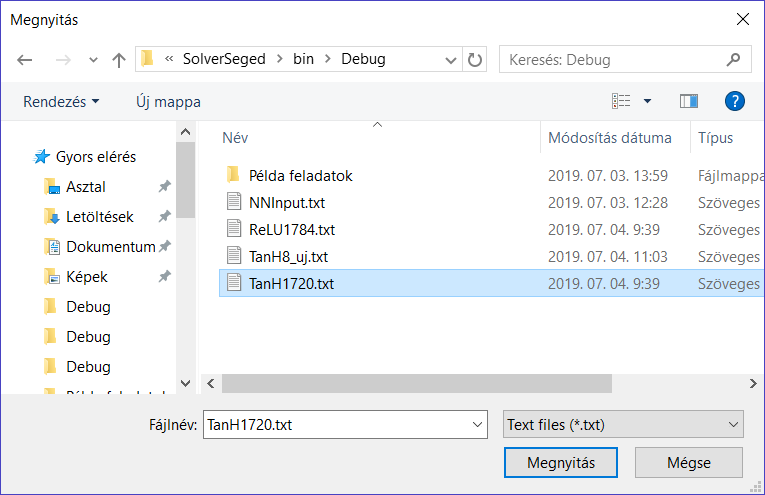 Megnyitás
« SolverSeged > bin > Debug
Keresés: Debug
Rendezés
Új mappa
?
Gyors elérés
Asztal
Letöltések
Dokumentum
Képek
Debug
Debug
Debug
Név Módosítás dátuma Típus
Példa feladatok 2019. 07. 03. 13:59 Fájlmappa
NNInput.txt 2019. 07. 03. 12:28 Szöveges
ReLU1784.txt 2019. 07. 04. 9:39 Szöveges
TanH8_uj.txt 2019. 07. 04. 11:03 Szöveges
TanH1720.txt 2019. 07. 04. 9:39 Szöveges
Fájlnév: TanH1720.txt
Text files (*.txt)
Megnyitás
Mégse